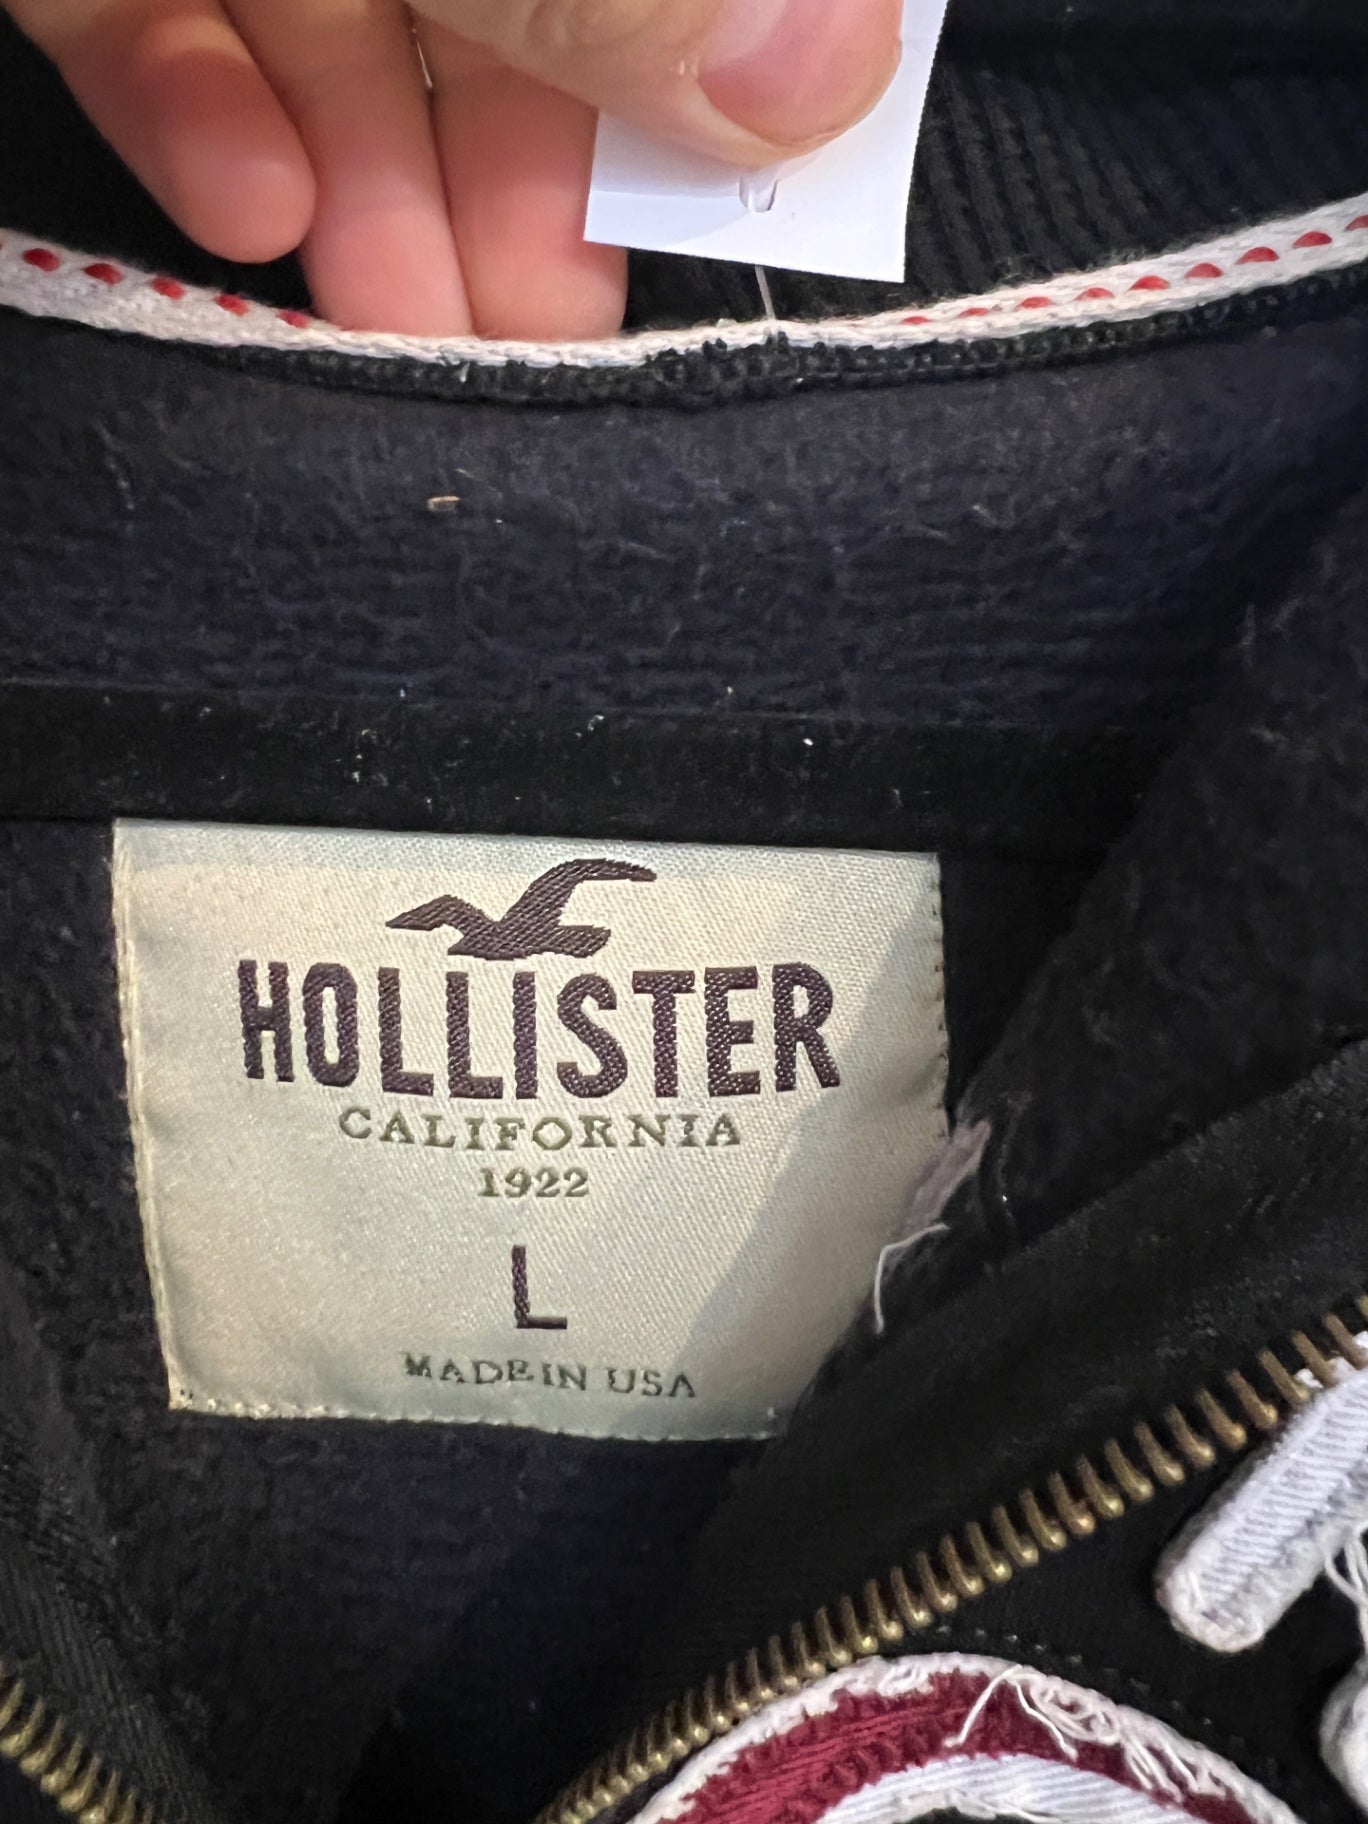 HOLLISTER
CALIFORNIA
1922
L
MADE IN USA